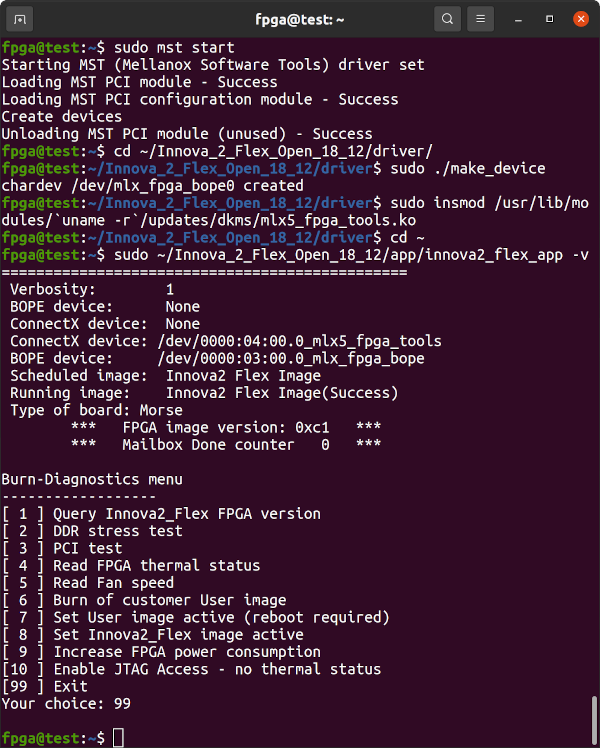 fpga@test: ~
fpga@test:~$ sudo mst start
Starting MST (Mellanox Software Tools) driver set
Loading MST PCI module - Success
Loading MST PCI configuration module - Success
Create devices
Unloading MST PCI module (unused) - Success
fpga@test:~$ cd ~/Innova_2_Flex_Open_18_12/driver/
fpga@test:~/Innova_2_Flex_Open_18_12/driver$ sudo ./make_device
chardev /dev/mlx_fpga_bope0 created
fpga@test:~/Innova_2_Flex_Open_18_12/driver$ sudo insmod /usr/lib/mo
dules/`uname -r`/updates/dkms/mlx5_fpga_tools.ko
fpga@test:~/Innova_2_Flex_Open_18_12/driver$ cd ~
fpga@test:~$ sudo ~/Innova_2_Flex_Open_18_12/app/innova2_flex_app -v
===============================================
 Verbosity:        1
 BOPE device:      None
 ConnectX device:  None
 ConnectX device: /dev/0000:04:00.0_mlx5_fpga_tools
 BOPE device:     /dev/0000:03:00.0_mlx_fpga_bope
 Scheduled image:  Innova2 Flex Image
 Running image:    Innova2 Flex Image(Success)
 Type of board: Morse
        ***   FPGA image version: 0xc1   ***
        ***   Mailbox Done counter   0   ***
Burn-Diagnostics menu
------------------
[ 1 ] Query Innova2_Flex FPGA version
[ 2 ] DDR stress test
[ 3 ] PCI test
[ 4 ] Read FPGA thermal status
[ 5 ] Read Fan speed
[ 6 ] Burn of customer User image
[ 7 ] Set User image active (reboot required)
[ 8 ] Set Innova2_Flex image active
[ 9 ] Increase FPGA power consumption
[10 ] Enable JTAG Access - no thermal status
[99 ] Exit
Your choice: 99
fpga@test:~$